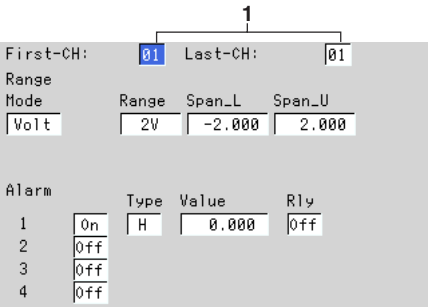 1
First-CH: 01 Last-CH: 01
Range
Mode Range Span_L Span_U
Volt 2V -2.000 2.000
Alarm
Type Value Rly
1 On H 0.000 Off
2 Off
3 Off
4 Off